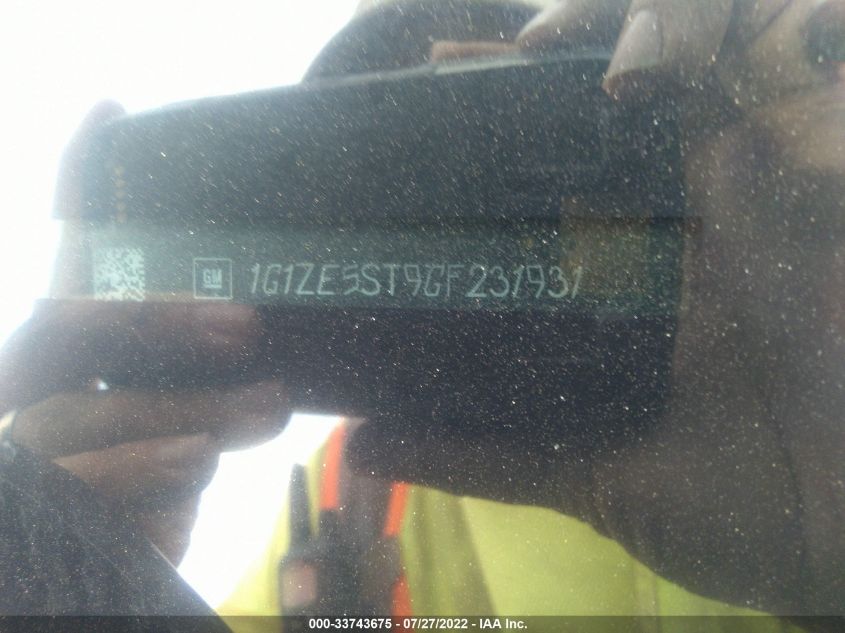 GM 1G1ZE5ST9GF231931
000-33743675 - 07/27/2022 - IAA Inc.